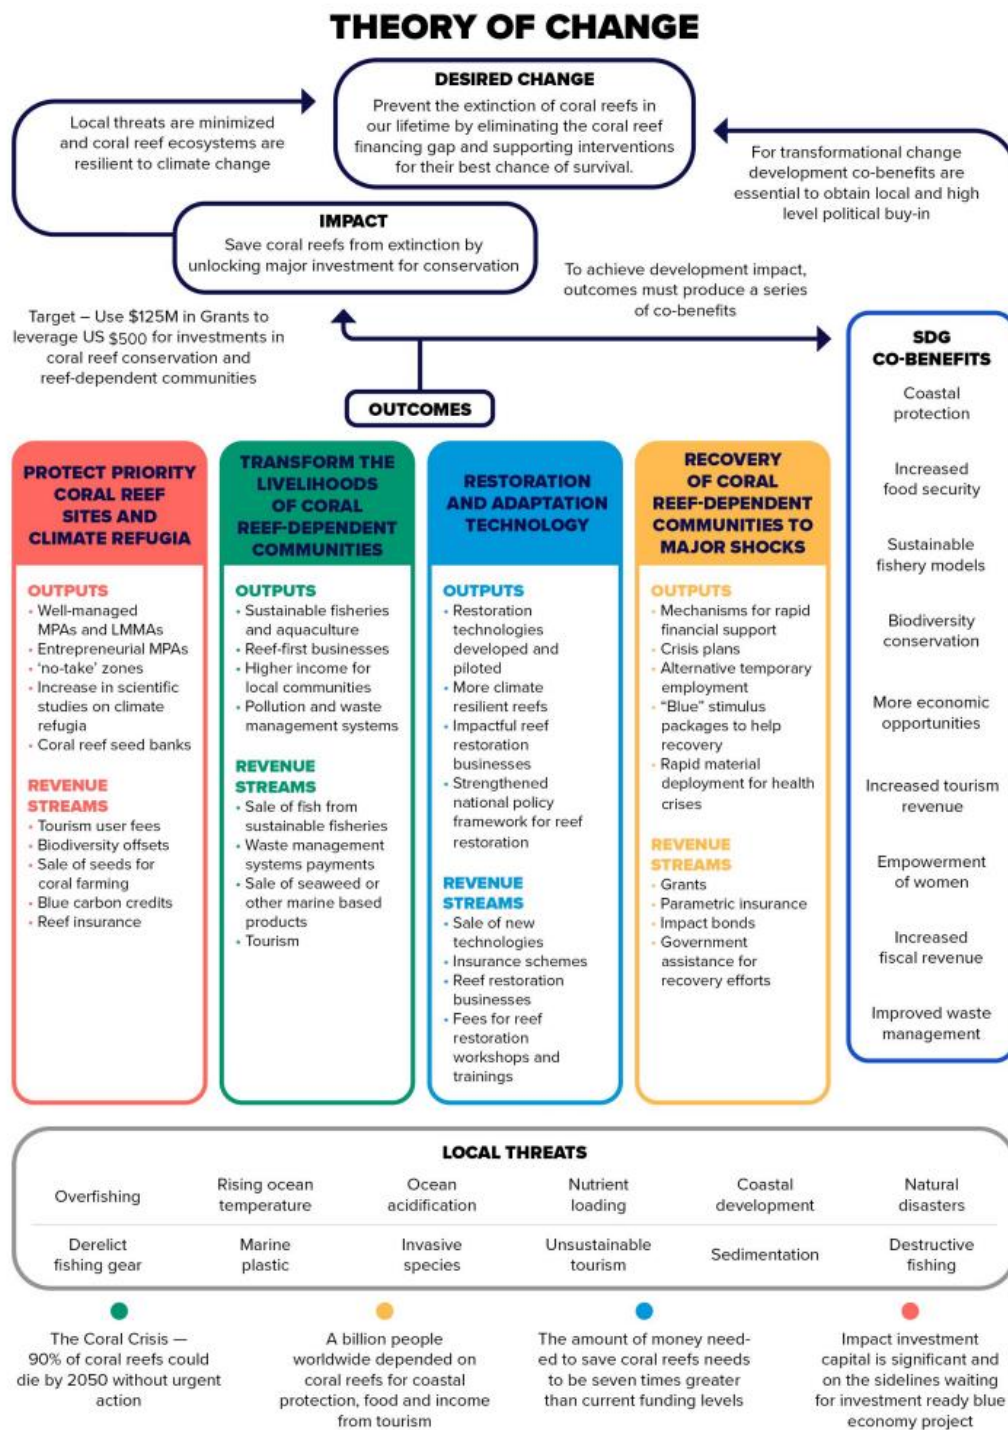 THEORY OF CHANGE
DESIRED CHANGE
Prevent the extinction of coral reefs in
our lifetime by eliminating the coral reef
financing gap and supporting interventions
for their best chance of survival.
Local threats are minimized
and coral reef ecosystems are
resilient to climate change
For transformational change
development co-benefits are
essential to obtain local and high
level political buy-in
IMPACT
Save coral reefs from extinction by
unlocking major investment for conservation
To achieve development impact,
outcomes must produce a series
of co-benefits
Target – Use $125M in Grants to
leverage US $500 for investments in
coral reef conservation and
reef-dependent communities
OUTCOMES
PROTECT PRIORITY
CORAL REEF
SITES AND
CLIMATE REFUGIA
OUTPUTS
• Well-managed
MPAs and LMMAs
• Entrepreneurial MPAs
• ‘no-take’ zones
• Increase in scientific
studies on climate
refugia
• Coral reef seed banks
REVENUE
STREAMS
• Tourism user fees
• Biodiversity offsets
• Sale of seeds for
coral farming
• Blue carbon credits
• Reef insurance
TRANSFORM THE
LIVELIHOODS
OF CORAL
REEF-DEPENDENT
COMMUNITIES
OUTPUTS
• Sustainable fisheries
and aquaculture
• Reef-first businesses
• Higher income for
local communities
• Pollution and waste
management systems
REVENUE
STREAMS
• Sale of fish from
sustainable fisheries
• Waste management
systems payments
• Sale of seaweed or
other marine based
products
• Tourism
RESTORATION
AND ADAPTATION
TECHNOLOGY
OUTPUTS
• Restoration
technologies
developed and
piloted
• More climate
resilient reefs
• Impactful reef
restoration
businesses
• Strengthened
national policy
framework for reef
restoration
REVENUE
STREAMS
• Sale of new
technologies
• Insurance schemes
• Reef restoration
businesses
• Fees for reef
restoration
workshops and
trainings
RECOVERY
OF CORAL
REEF-DEPENDENT
COMMUNITIES TO
MAJOR SHOCKS
OUTPUTS
• Mechanisms for rapid
financial support
• Crisis plans
• Alternative temporary
employment
• “Blue” stimulus
packages to help
recovery
• Rapid material
deployment for health
crises
REVENUE
STREAMS
• Grants
• Parametric insurance
• Impact bonds
• Government
assistance for
recovery efforts
SDG
CO-BENEFITS
Coastal
protection
Increased
food security
Sustainable
fishery models
Biodiversity
conservation
More economic
opportunities
Increased tourism
revenue
Empowerment
of women
Increased
fiscal revenue
Improved waste
management
LOCAL THREATS
Overfishing
Rising ocean
temperature
Ocean
acidification
Nutrient
loading
Coastal
development
Natural
disasters
Derelict
fishing gear
Marine
plastic
Invasive
species
Unsustainable
tourism
Sedimentation
Destructive
fishing
The Coral Crisis —
90% of coral reefs could
die by 2050 without urgent
action
A billion people
worldwide depended on
coral reefs for coastal
protection, food and income
from tourism
The amount of money need-
ed to save coral reefs needs
to be seven times greater
than current funding levels
Impact investment
capital is significant and
on the sidelines waiting
for investment ready blue
economy project